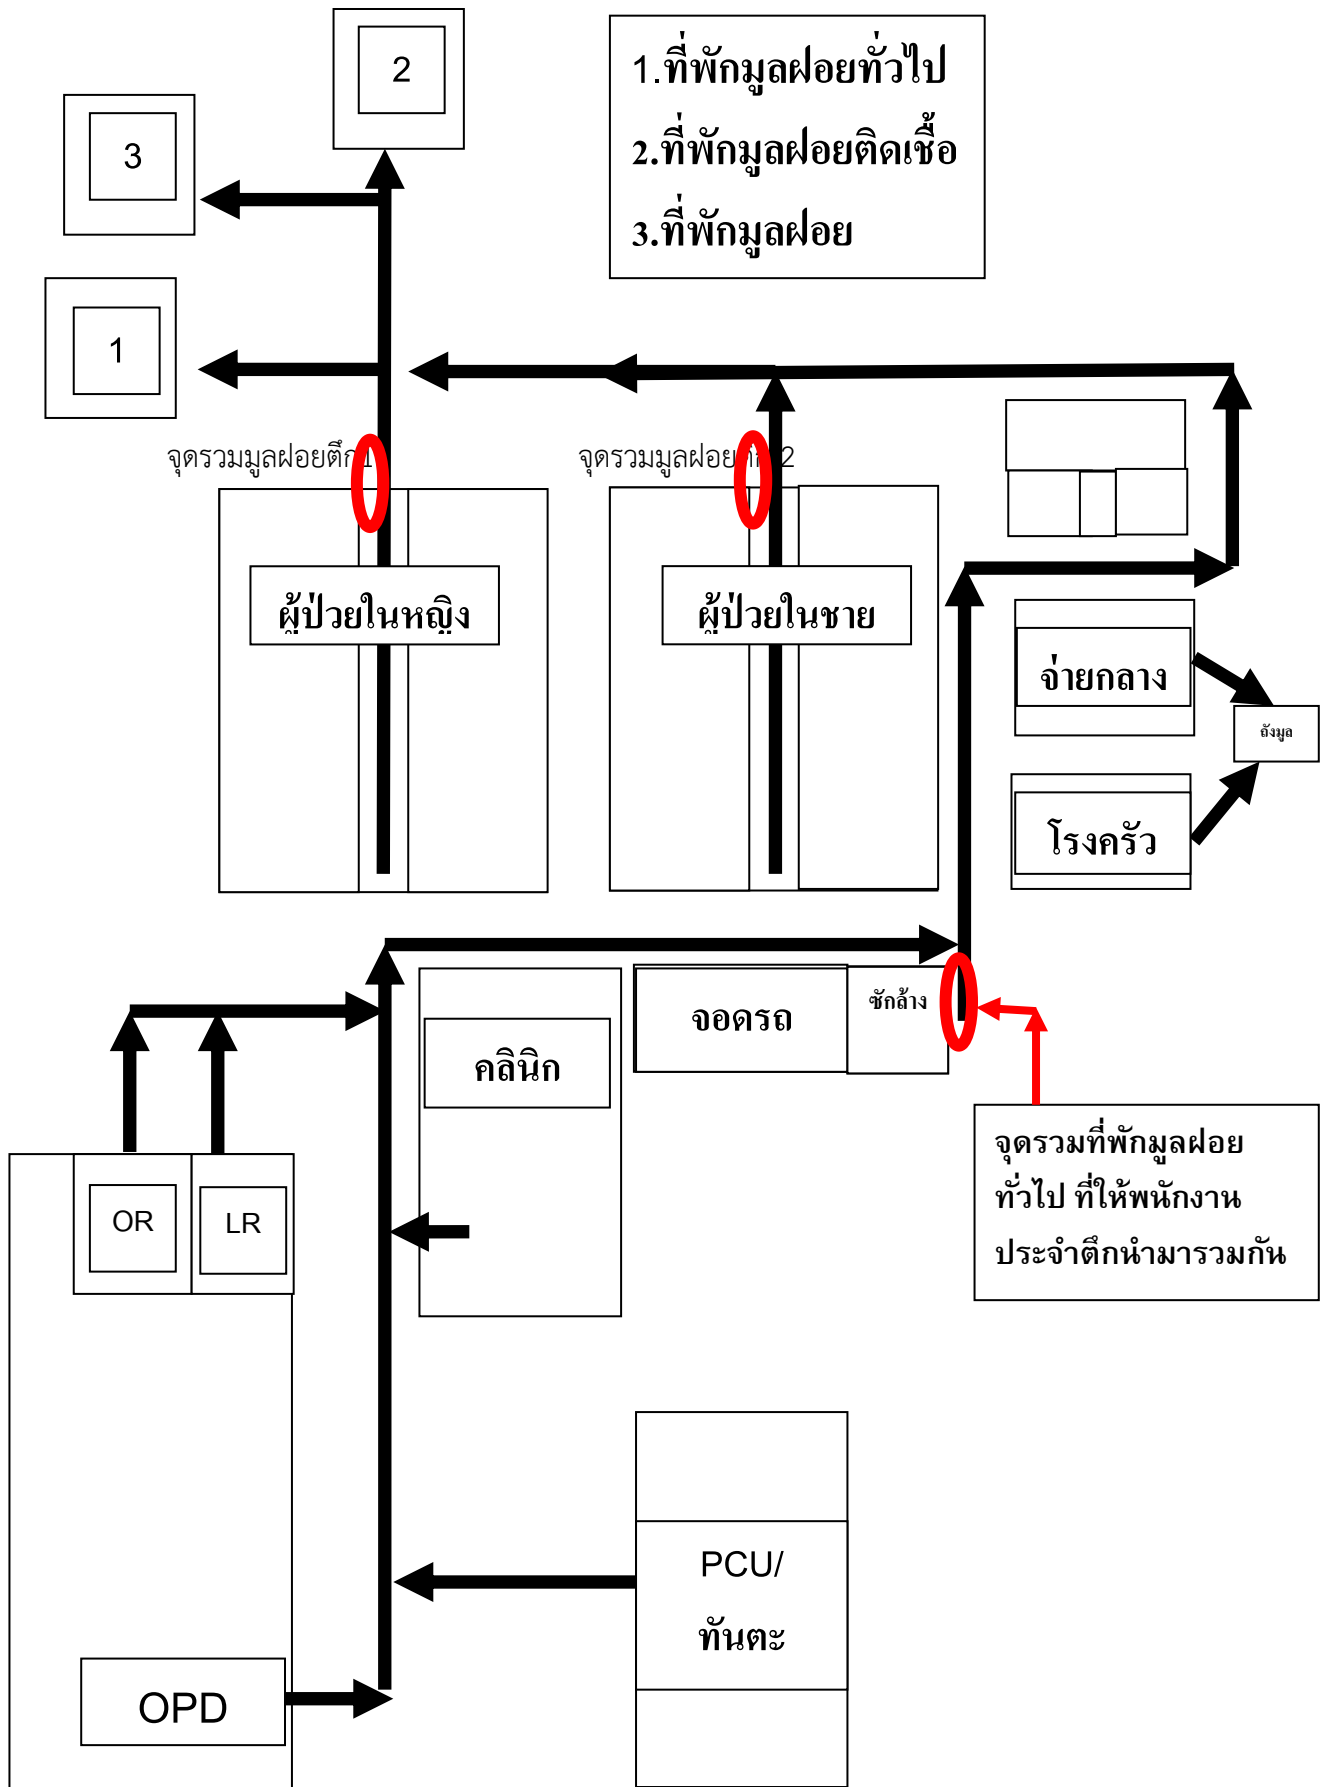 2
3
1
1.ที่พักมูลฝอยทั่วไป
2.ที่พักมูลฝอยติดเชื้อ
3.ที่พักมูลฝอย
จุดรวมมูลฝอยตึก1
จุดรวมมูลฝอยตึก2
ผู้ป่วยในหญิง
ผู้ป่วยในชาย
จ่ายกลาง
ถังมูล
โรงครัว
คลินิก
จอดรถ
ซักล้าง
จุดรวมที่พักมูลฝอย
ทั่วไป ที่ให้พนักงาน
ประจำตึกนำมารวมกัน
OR
LR
PCU/
ทันตะ
OPD